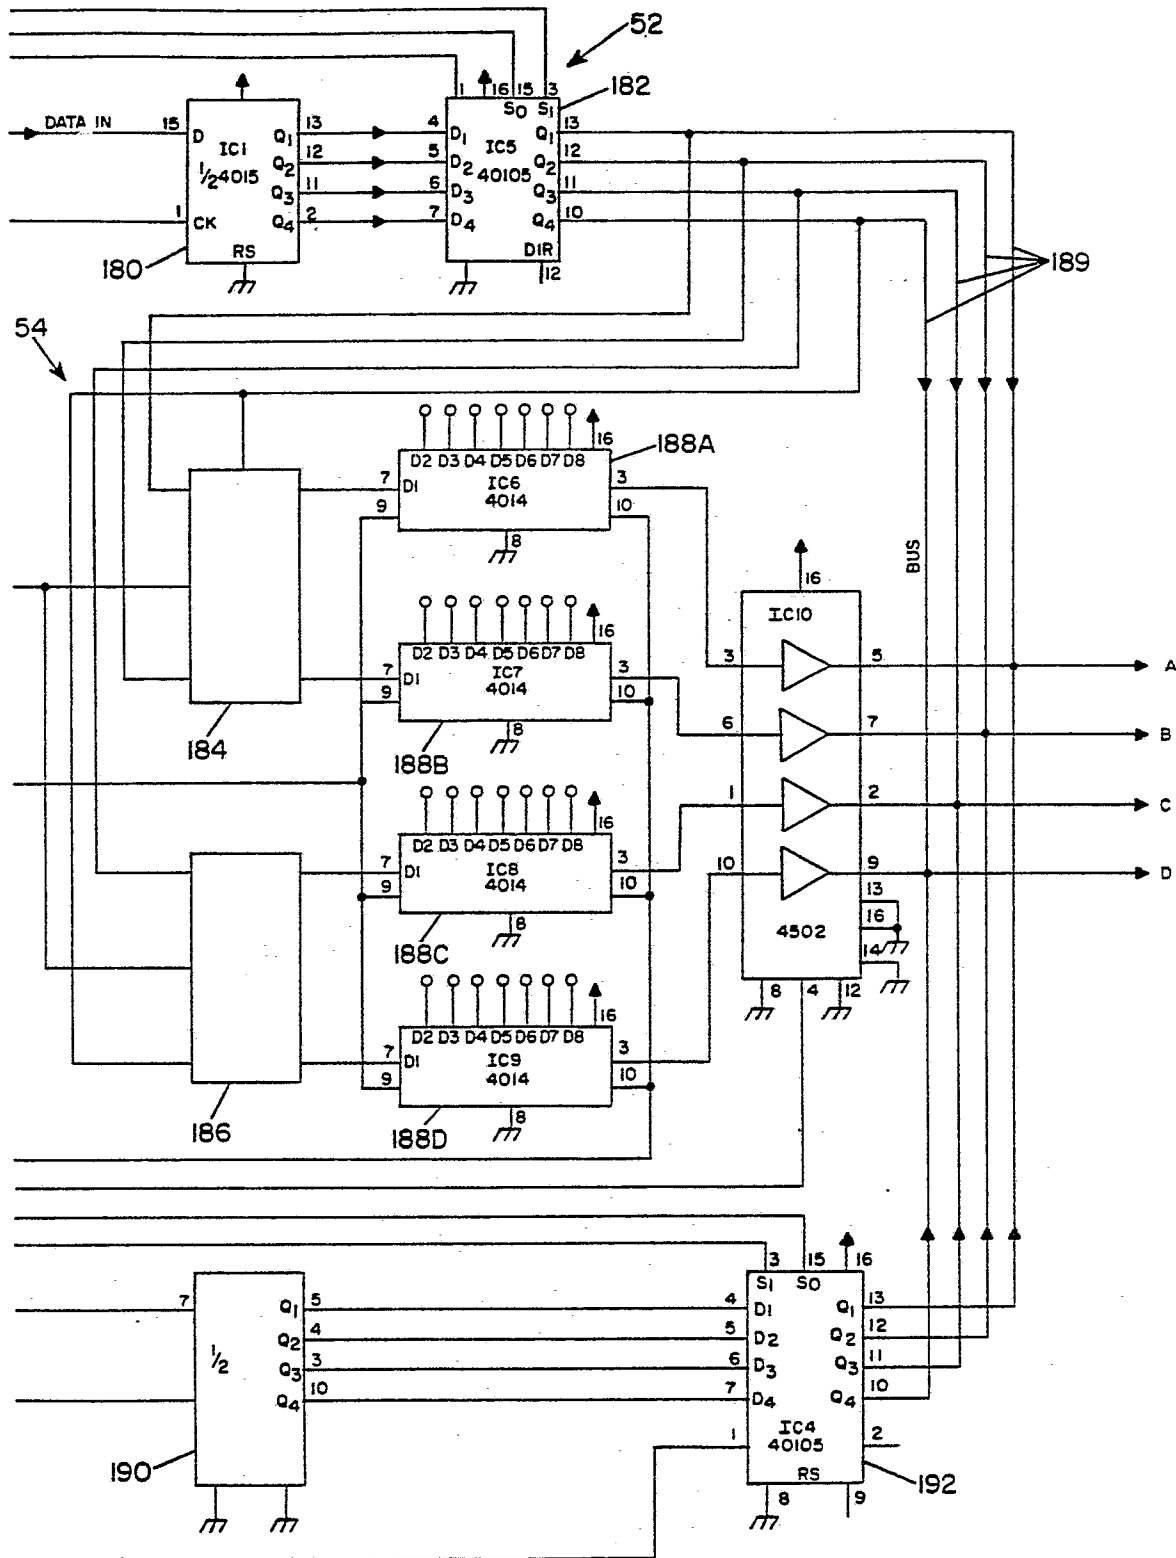 52
1 16 15 3 182
S0 S1
DATA IN 15 D Q1 13 4 D1 Q1 13
IC1 IC5
Q2 12 5 D2 Q2 12
1/2 4015 40105
Q3 11 6 D3 Q3 11
1 CK Q4 2 7 D4 Q4 10
RS DIR
180 12 189
54
16 188A
D2 D3 D4 D5 D6 D7 D8
7 D1 IC6 3
4014
9 10
8
BUS
16
16
IC10
D2 D3 D4 D5 D6 D7 D8
3 5 A
7 D1 IC7 3
4014
9 10
8
6 7 B
184 188B
16
1 2 C
D2 D3 D4 D5 D6 D7 D8
7 D1 IC8 3
4014
10 9 D
9 10
13
8
16
4502
188C 14
16
8 4 12
D2 D3 D4 D5 D6 D7 D8
7 D1 IC9 3
4014
9 10
8
186 188D
3 15 16
S1 S0
7 Q1 5 4 D1 Q1 13
Q2 4 5 D2 Q2 12
1/2
Q3 3 6 D3 Q3 11
Q4 10 7 D4 Q4 10
IC4
1 40105 2
190 RS 192
8 9